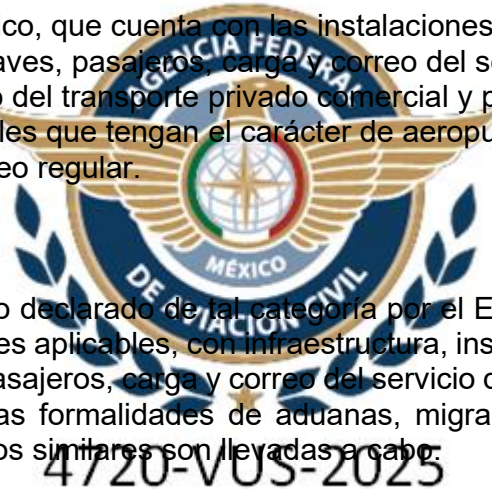 ico, que cuenta con las instalaciones
aves, pasajeros, carga y correo del se
o del transporte privado comercial y p
les que tengan el carácter de aeropu
eo regular.
AGENCIA FEDERAL
MÉXICO
DE AVIACIÓN CIVIL
o declarado de tal categoría por el E
es aplicables, con infraestructura, ins
asajeros, carga y correo del servicio d
as formalidades de aduanas, migra
os similares son llevadas a cabo.
4720-VUS-2025